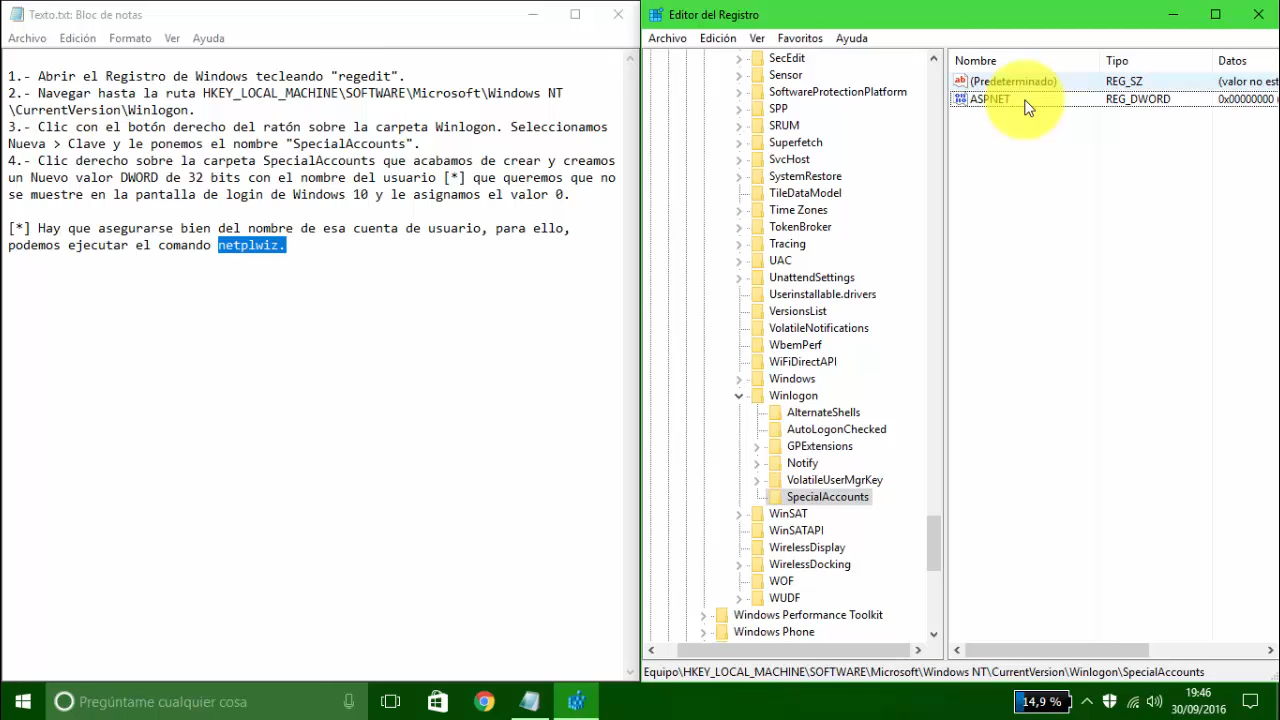 Texto.txt: Bloc de notas
Archivo Edición Formato Ver Ayuda
1.- Abrir el Registro de Windows tecleando "regedit".
2.- Navegar hasta la ruta HKEY_LOCAL_MACHINE\SOFTWARE\Microsoft\Windows NT
\CurrentVersion\Winlogon.
3.- Clic con el botón derecho del ratón sobre la carpeta Winlogon. Seleccionamos
Nueva > Clave y le ponemos el nombre "SpecialAccounts".
4.- Clic derecho sobre la carpeta SpecialAccounts que acabamos de crear y creamos
un Nuevo valor DWORD de 32 bits con el nombre del usuario [*] que queremos que no
se muestre en la pantalla de login de Windows 10 y le asignamos el valor 0.
[*] Hay que asegurarse bien del nombre de esa cuenta de usuario, para ello,
podemos ejecutar el comando netplwiz.
Editor del Registro
Archivo Edición Ver Favoritos Ayuda
SecEdit
Sensor
SoftwareProtectionPlatform
SPP
SRUM
Superfetch
SvcHost
SystemRestore
TileDataModel
Time Zones
TokenBroker
Tracing
UAC
UnattendSettings
Userinstallable.drivers
VersionsList
VolatileNotifications
WbemPerf
WiFiDirectAPI
Windows
Winlogon
AlternateShells
AutoLogonChecked
GPExtensions
Notify
VolatileUserMgrKey
SpecialAccounts
WinSAT
WinSATAPI
WirelessDisplay
WirelessDocking
WOF
WUDF
Windows Performance Toolkit
Windows Phone
Nombre Tipo Datos
ab (Predeterminado) REG_SZ (valor no est
ASPNET REG_DWORD 0x00000000
Equipo\HKEY_LOCAL_MACHINE\SOFTWARE\Microsoft\Windows NT\CurrentVersion\Winlogon\SpecialAccounts
Pregúntame cualquier cosa
14,9 %
19:46
30/09/2016